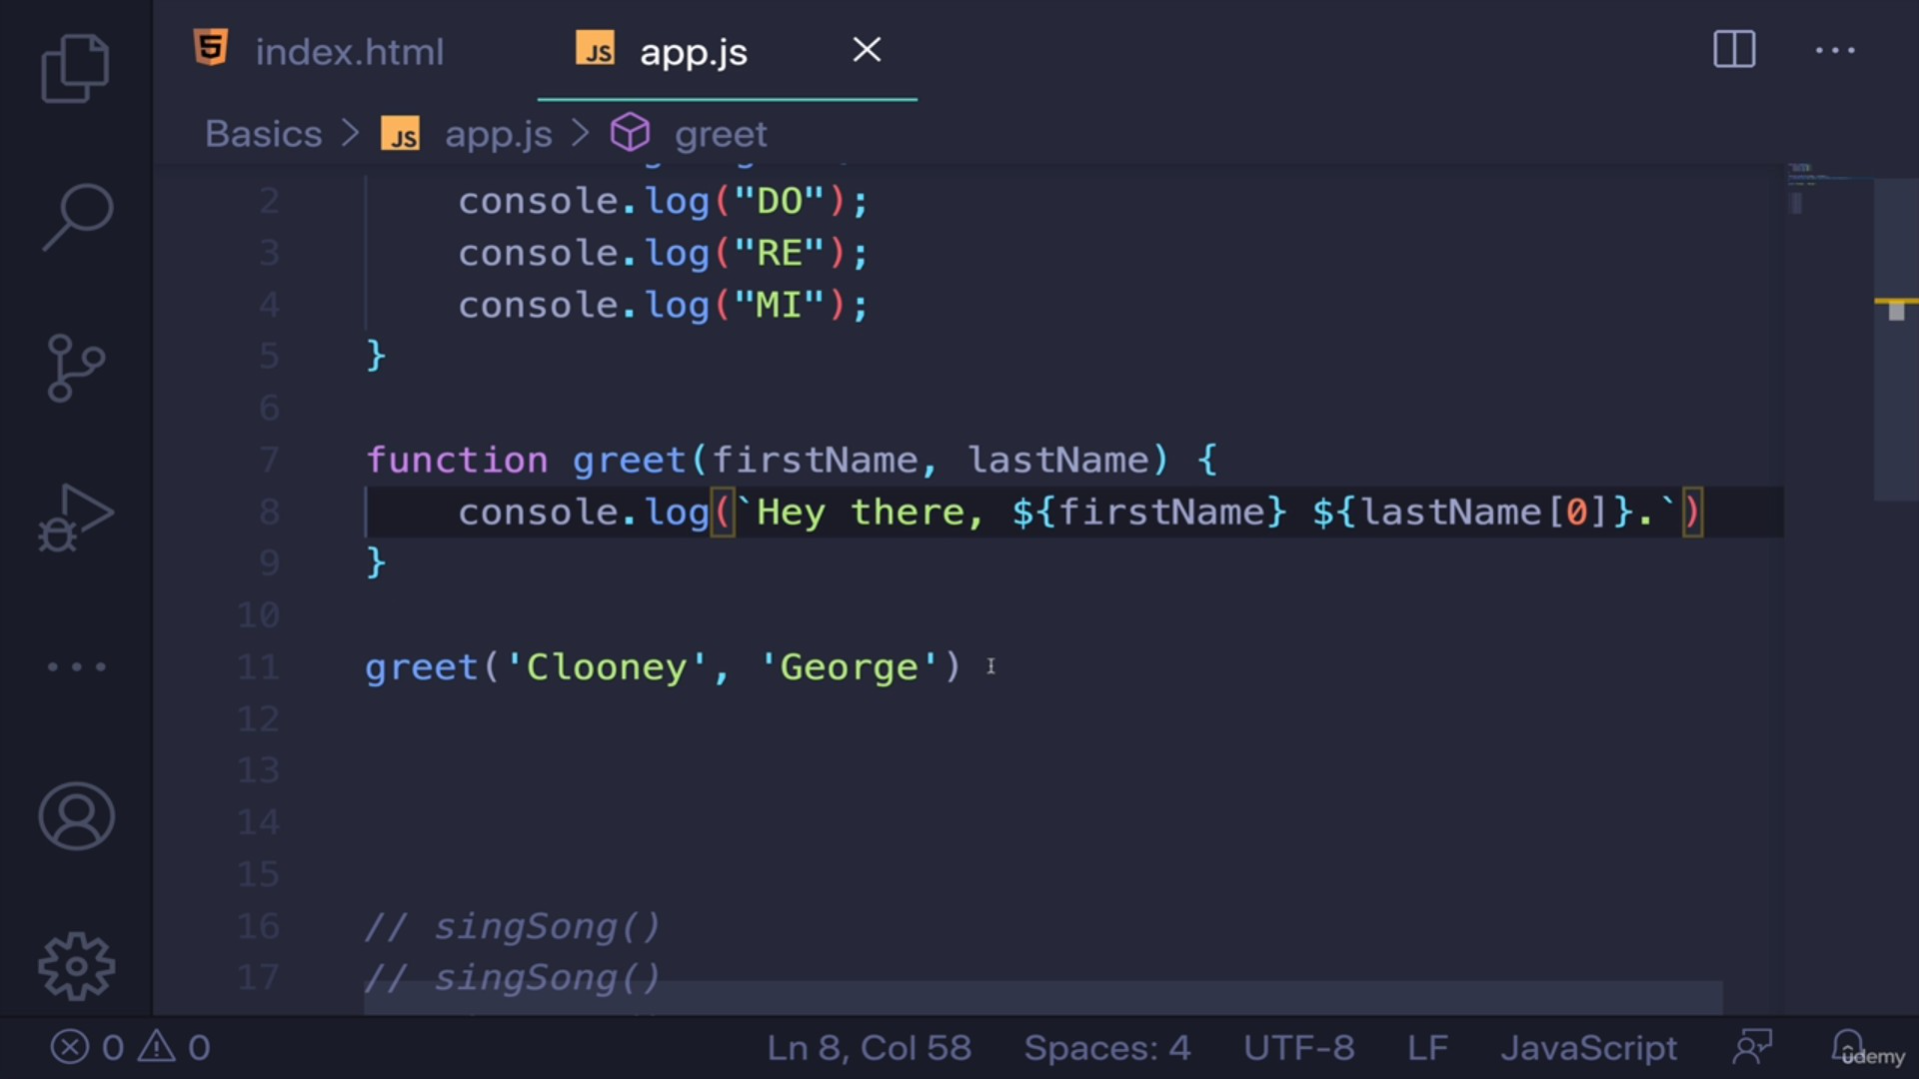 index.html
JS app.js
Basics > JS app.js > greet
2 console.log("DO");
3 console.log("RE");
4 console.log("MI");
5 }
6
7 function greet(firstName, lastName) {
8 console.log(`Hey there, ${firstName} ${lastName[0]}.`)
9 }
10
11 greet('Clooney', 'George')
12
13
14
15
16 // singSong()
17 // singSong()
0 0 Ln 8, Col 58 Spaces: 4 UTF-8 LF JavaScript
ûdemy